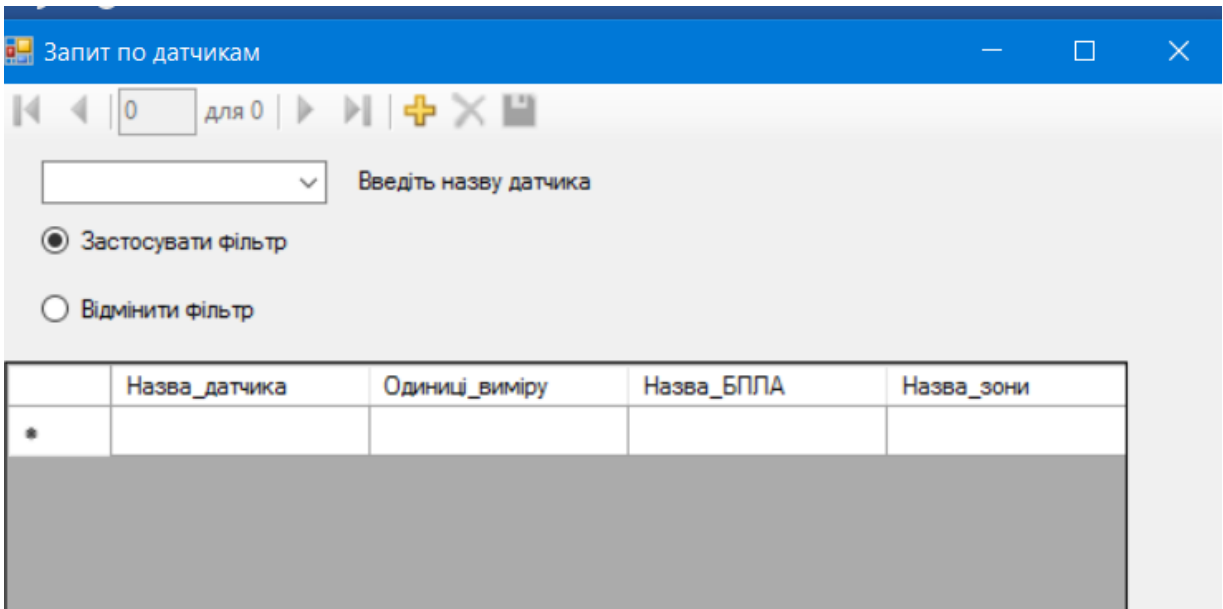 Запит по датчикам
0 для 0
Введіть назву датчика
Застосувати фільтр
Відмінити фільтр
Назва_датчика Одиниці_виміру Назва_БПЛА Назва_зони